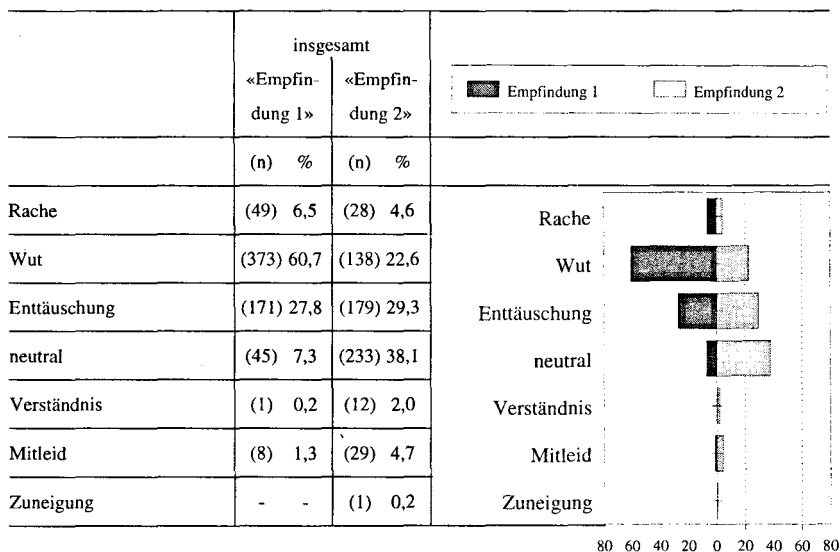 insgesamt
«Empfin-
dung 1»
«Empfin-
dung 2»
Empfindung 1 Empfindung 2
(n) % (n) %
Rache (49) 6,5 (28) 4,6
Wut (373) 60,7 (138) 22,6
Enttäuschung (171) 27,8 (179) 29,3
neutral (45) 7,3 (233) 38,1
Verständnis (1) 0,2 (12) 2,0
Mitleid (8) 1,3 (29) 4,7
Zuneigung - - (1) 0,2
Rache
Wut
Enttäuschung
neutral
Verständnis
Mitleid
Zuneigung
80 60 40 20 0 20 40 60 80